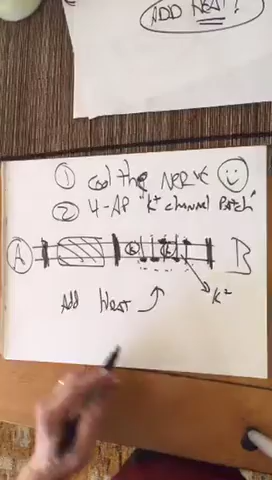 ADD HEAT?
① Cool the NERVE
② 4-AP "K+ channel Patch"
A K K B
Add Heat K+